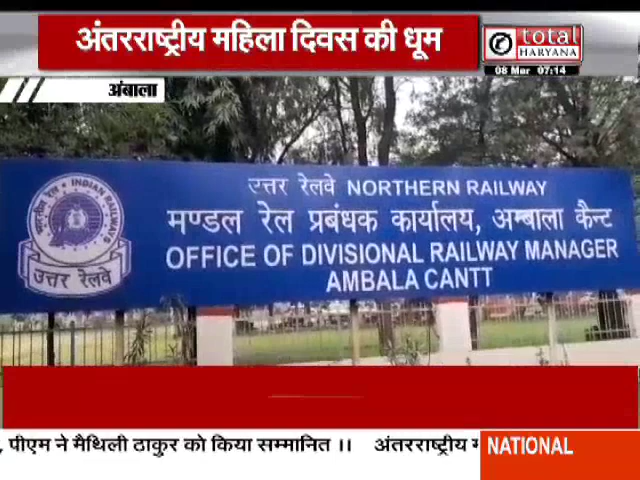 अंतरराष्ट्रीय महिला दिवस की धूम
total
HARYANA
08 Mar 07:14
अंबाला
उत्तर रेलवे NORTHERN RAILWAY
मण्डल रेल प्रबंधक कार्यालय, अम्बाला कैन्ट
OFFICE OF DIVISIONAL RAILWAY MANAGER
AMBALA CANTT
भारतीय रेल
INDIAN RAILWAYS
उत्तर रेलवे
, पीएम ने मैथिली ठाकुर को किया सम्मानित ।। अंतरराष्ट्रीय
NATIONAL